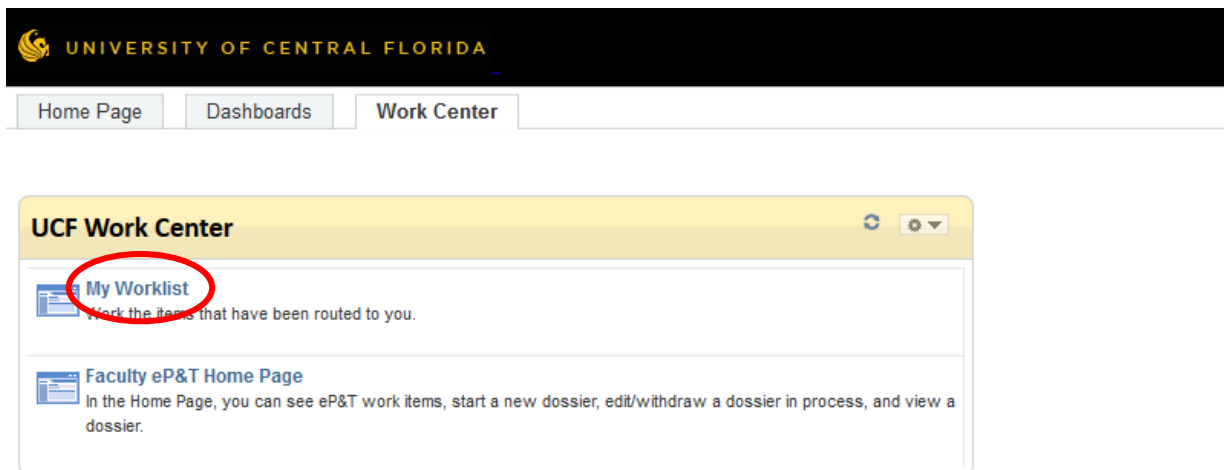 UNIVERSITY OF CENTRAL FLORIDA
Home Page Dashboards Work Center
UCF Work Center
My Worklist
Work the items that have been routed to you.
Faculty eP&T Home Page
In the Home Page, you can see eP&T work items, start a new dossier, edit/withdraw a dossier in process, and view a
dossier.